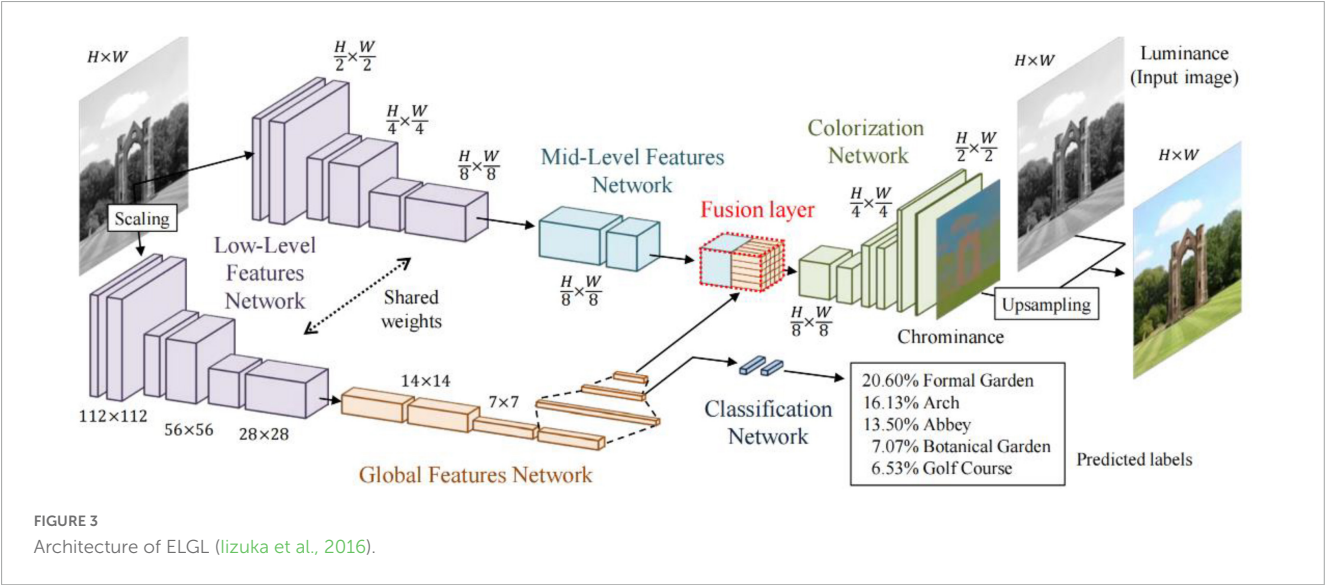 H×W
H/2 × W/2
H/4 × W/4
H/8 × W/8
Scaling
Low-Level
Features
Network
Shared
weights
112×112
56×56
28×28
14×14
7×7
Global Features Network
Mid-Level Features
Network
H/8 × W/8
Fusion layer
Colorization
Network
H/8 × W/8
H/4 × W/4
H/2 × W/2
Chrominance
Classification
Network
20.60% Formal Garden
16.13% Arch
13.50% Abbey
7.07% Botanical Garden
6.53% Golf Course
Predicted labels
H×W
Luminance
(Input image)
H×W
Upsampling
FIGURE 3
Architecture of ELGL (Iizuka et al., 2016).